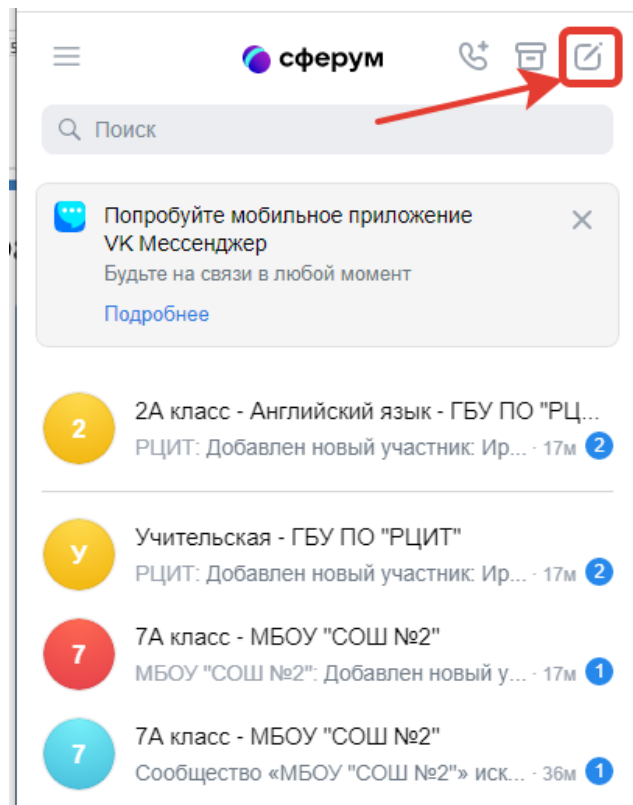 сферум
Поиск
Попробуйте мобильное приложение
VK Мессенджер
Будьте на связи в любой момент
Подробнее
2
2А класс - Английский язык - ГБУ ПО "РЦ...
РЦИТ: Добавлен новый участник: Ир... · 17м 2
У
Учительская - ГБУ ПО "РЦИТ"
РЦИТ: Добавлен новый участник: Ир... · 17м 2
7
7А класс - МБОУ "СОШ №2"
МБОУ "СОШ №2": Добавлен новый у... · 17м 1
7
7А класс - МБОУ "СОШ №2"
Сообщество «МБОУ "СОШ №2"» иск... · 36м 1